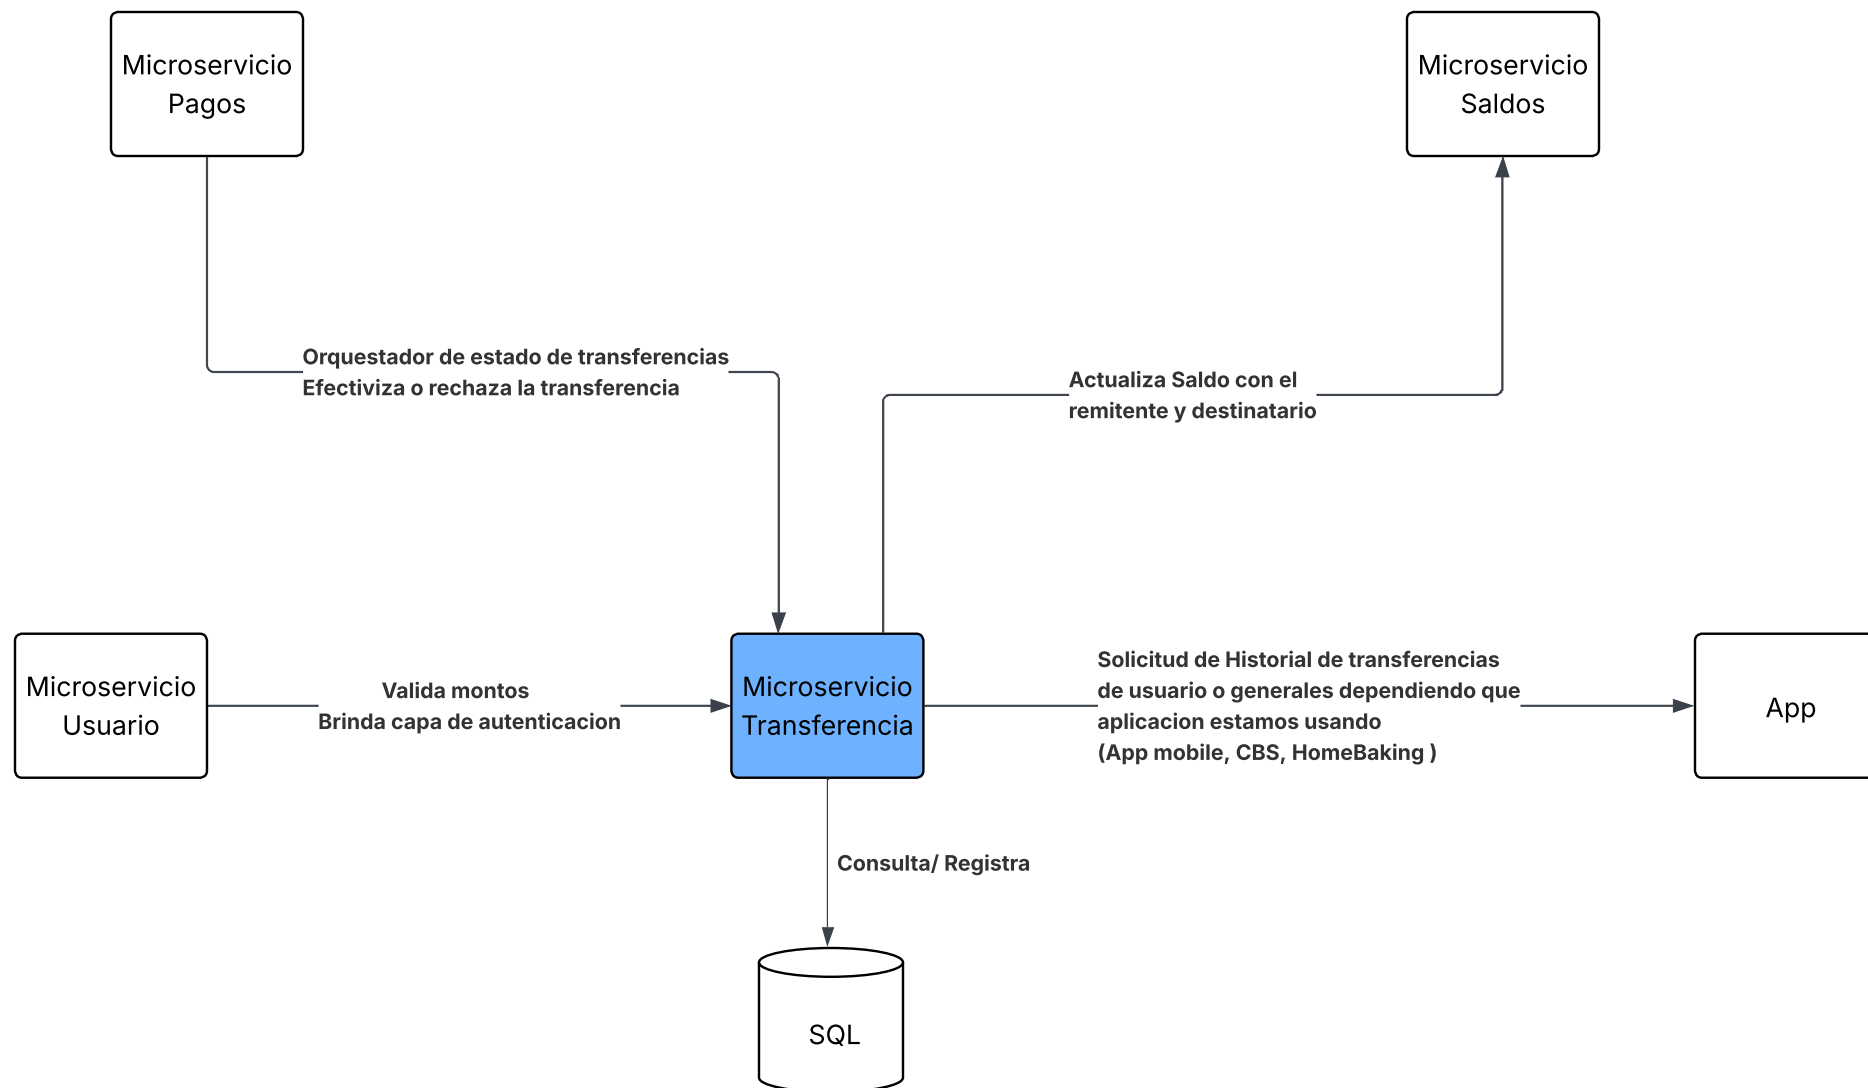 Microservicio
Pagos
Microservicio
Saldos
Orquestador de estado de transferencias
Efectiviza o rechaza la transferencia
Actualiza Saldo con el
remitente y destinatario
Microservicio
Usuario
Valida montos
Brinda capa de autenticacion
Microservicio
Transferencia
Solicitud de Historial de transferencias
de usuario o generales dependiendo que
aplicacion estamos usando
(App mobile, CBS, HomeBaking )
App
Consulta/ Registra
SQL